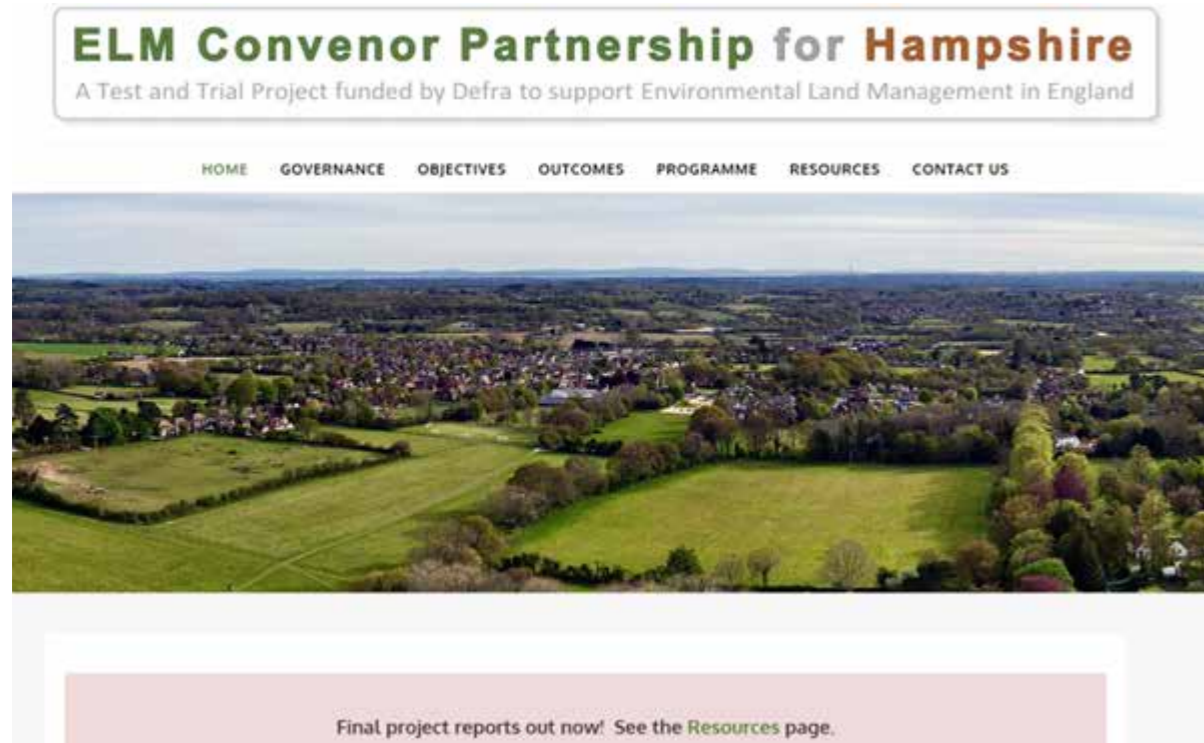 ELM Convenor Partnership for Hampshire
A Test and Trial Project funded by Defra to support Environmental Land Management in England
HOME GOVERNANCE OBJECTIVES OUTCOMES PROGRAMME RESOURCES CONTACT US
Final project reports out now! See the Resources page.